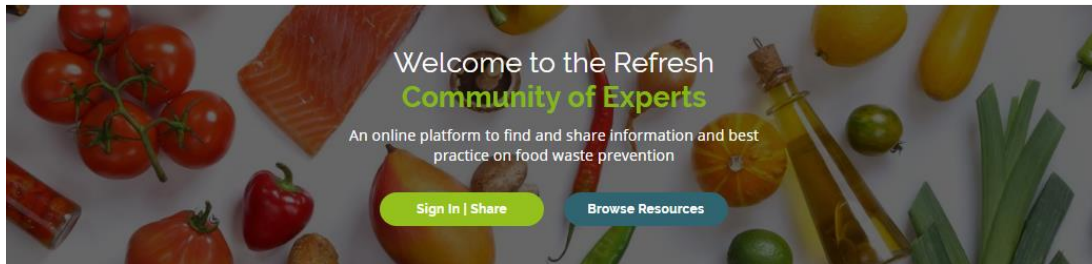 Welcome to the Refresh
Community of Experts
An online platform to find and share information and best
practice on food waste prevention
Sign In | Share
Browse Resources